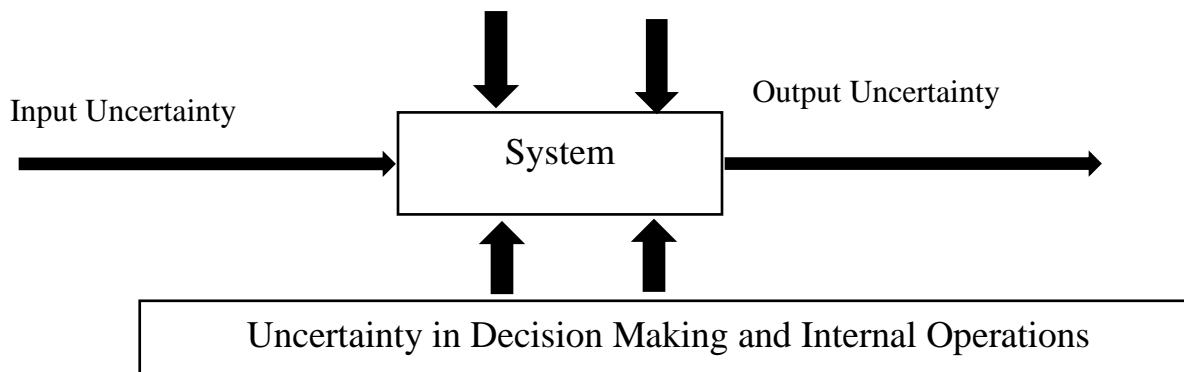 Input Uncertainty
Output Uncertainty
System
Uncertainty in Decision Making and Internal Operations